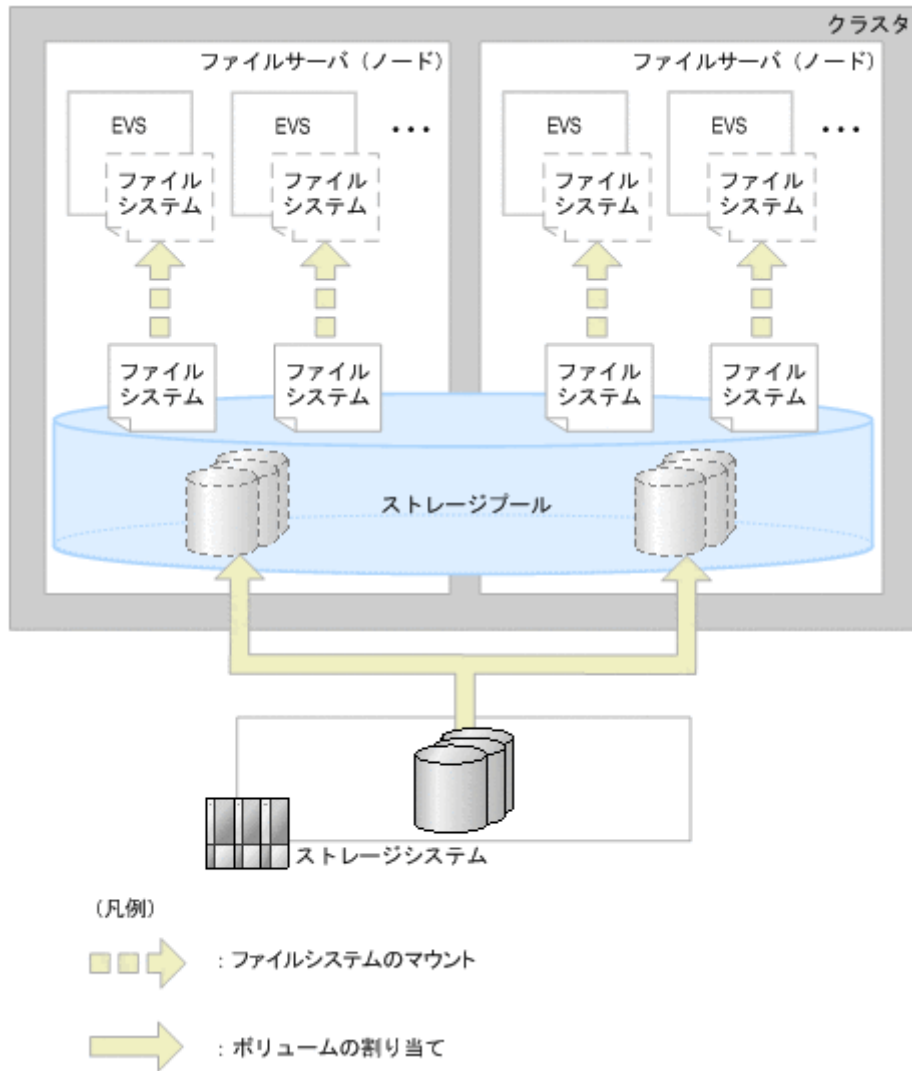 クラスタ
ファイルサーバ（ノード）
ファイルサーバ（ノード）
EVS
EVS
･･･
EVS
EVS
･･･
ファイル
システム
ファイル
システム
ファイル
システム
ファイル
システム
ファイル
システム
ファイル
システム
ファイル
システム
ファイル
システム
ストレージプール
ストレージシステム
（凡例）
：ファイルシステムのマウント
：ボリュームの割り当て